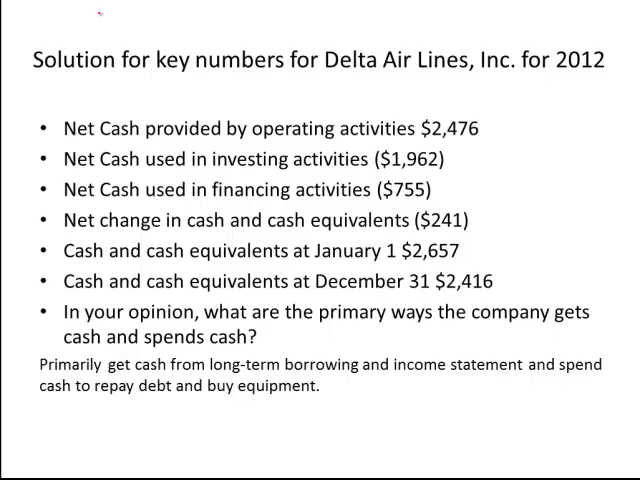 Solution for key numbers for Delta Air Lines, Inc. for 2012
• Net Cash provided by operating activities $2,476
• Net Cash used in investing activities ($1,962)
• Net Cash used in financing activities ($755)
• Net change in cash and cash equivalents ($241)
• Cash and cash equivalents at January 1 $2,657
• Cash and cash equivalents at December 31 $2,416
• In your opinion, what are the primary ways the company gets
cash and spends cash?
Primarily get cash from long-term borrowing and income statement and spend
cash to repay debt and buy equipment.